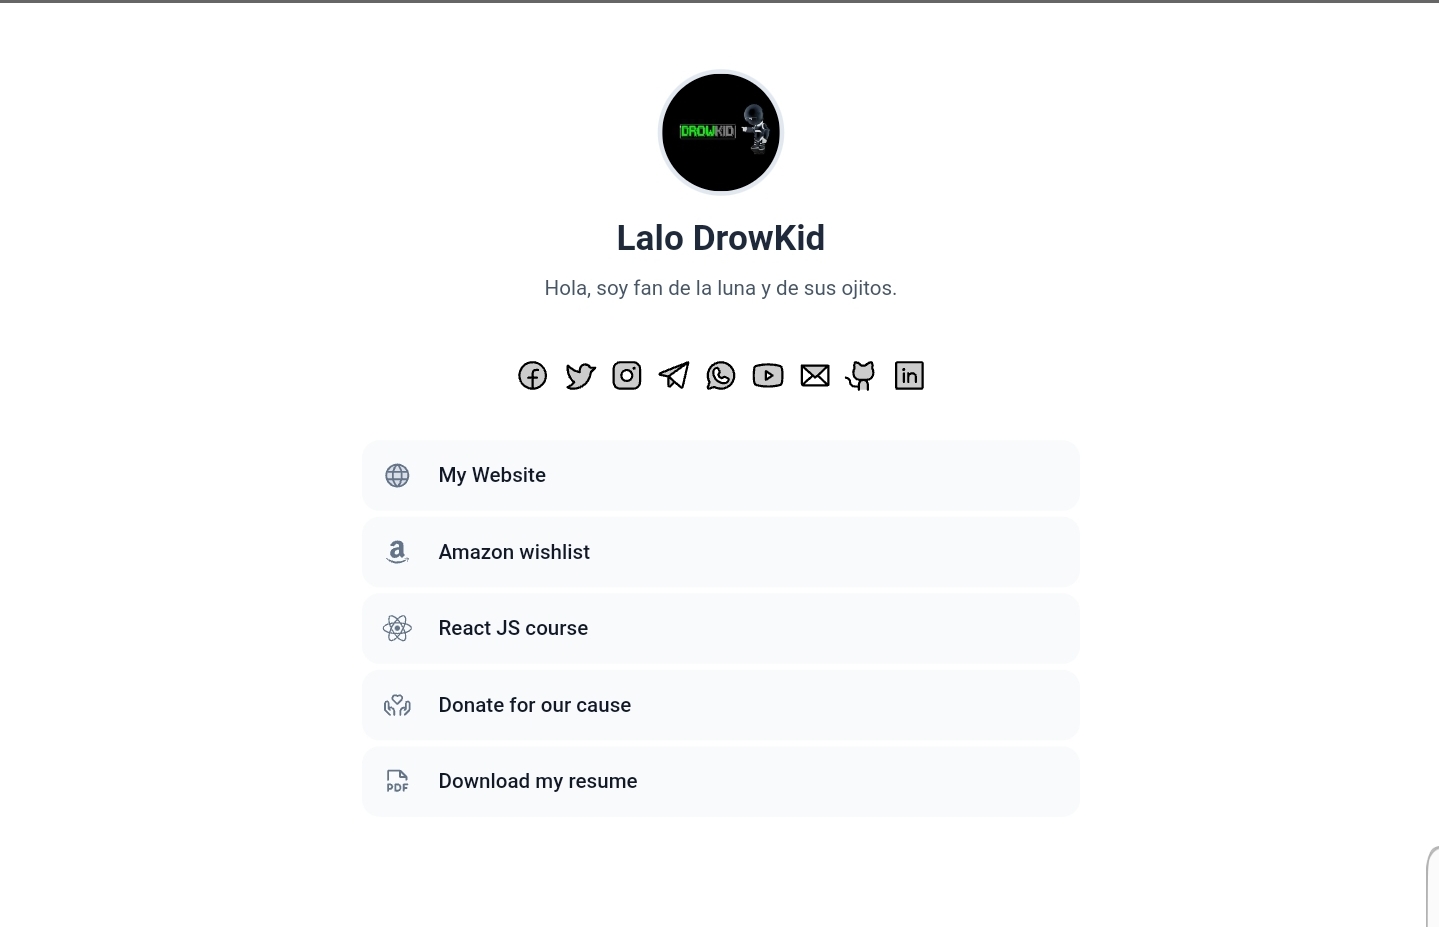 DROWKID
Lalo DrowKid
Hola, soy fan de la luna y de sus ojitos.
My Website
Amazon wishlist
React JS course
Donate for our cause
PDF
Download my resume